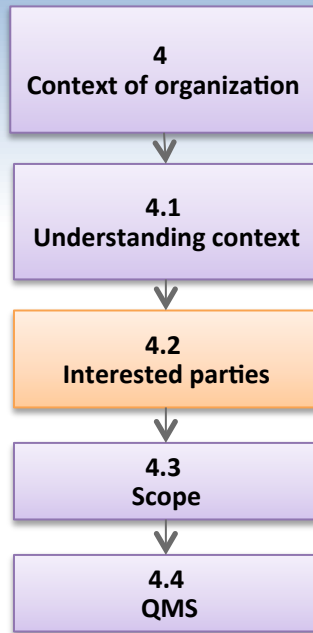 4
Context of organization
4.1
Understanding context
4.2
Interested parties
4.3
Scope
4.4
QMS